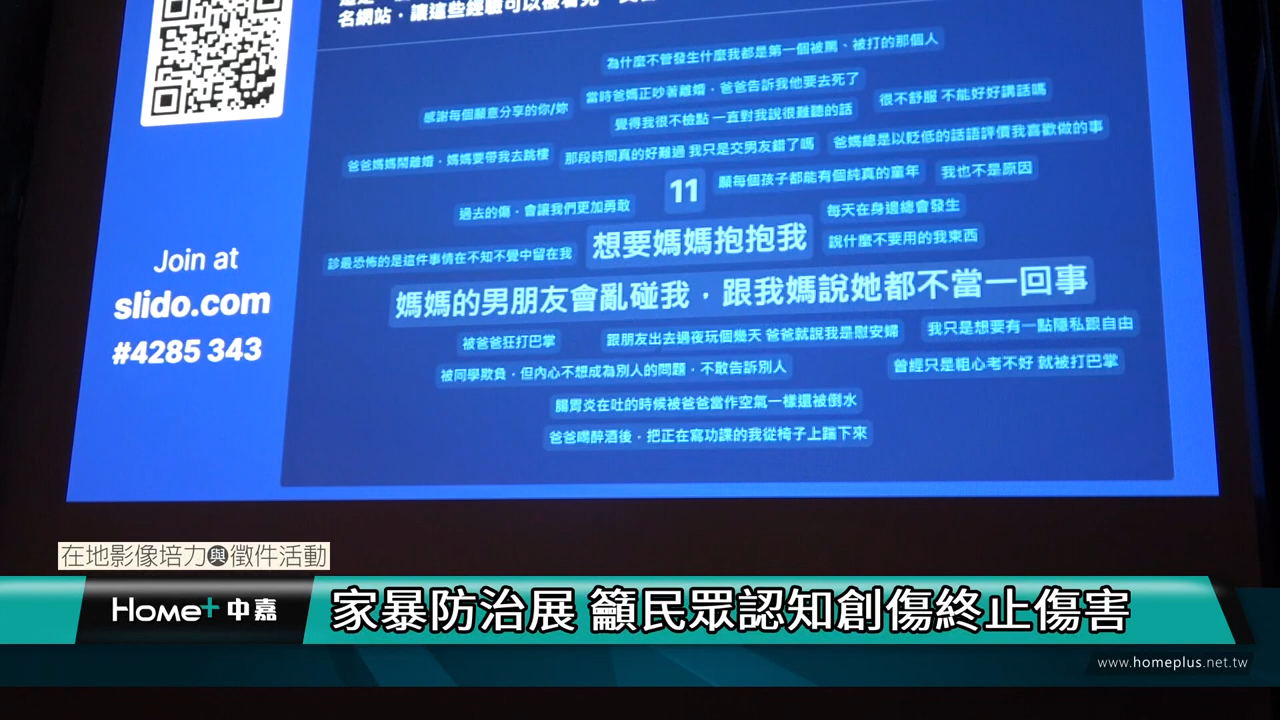 名網站，讓這些經驗可以被看見
為什麼不管發生什麼我都是第一個被罵、被打的那個人
當時爸媽正吵著離婚，爸爸告訴我他要去死了
感謝每個願意分享的你/妳
覺得我很不檢點 一直對我說很難聽的話
很不舒服 不能好好講話嗎
爸爸媽媽鬧離婚，媽媽要帶我去跳樓
那段時間真的好難過 我只是交男友錯了嗎
爸媽總是以貶低的話語評價我喜歡做的事
11
願每個孩子都能有個純真的童年
我也不是原因
過去的傷，會讓我們更加勇敢
每天在身邊總會發生
想要媽媽抱抱我
說什麼不要用的我東西
診最恐怖的是這件事情在不知不覺中留在我
媽媽的男朋友會亂碰我，跟我媽說她都不當一回事
被爸爸狂打巴掌
跟朋友出去過夜玩個幾天 爸爸就說我是慰安婦
我只是想要有一點隱私跟自由
被同學欺負，但內心不想成為別人的問題，不敢告訴別人
曾經只是粗心考不好 就被打巴掌
腸胃炎在吐的時候被爸爸當作空氣一樣還被倒水
爸爸喝醉酒後，把正在寫功課的我從椅子上踹下來
Join at
slido.com
#4285 343
在地影像培力與徵件活動
Home+ 中嘉
家暴防治展 籲民眾認知創傷終止傷害
www.homeplus.net.tw